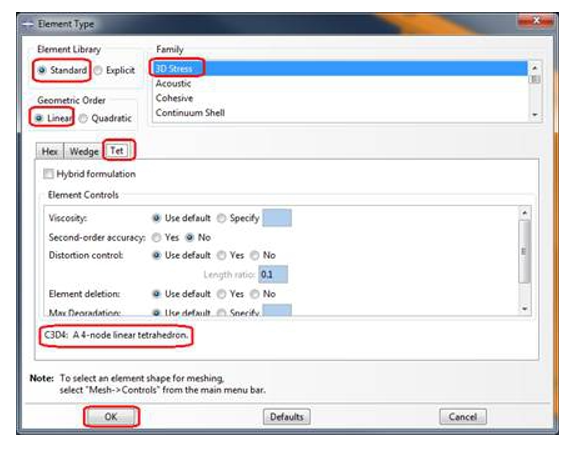 Element Type
Element Library
Family
Standard Explicit
3D Stress
Acoustic
Cohesive
Continuum Shell
Geometric Order
Linear Quadratic
Hex Wedge Tet
Hybrid formulation
Element Controls
Viscosity: Use default Specify
Second-order accuracy: Yes No
Distortion control: Use default Yes No
Length ratio: 0.1
Element deletion: Use default Yes No
Max Degradation: Use default Specify
C3D4: A 4-node linear tetrahedron.
Note: To select an element shape for meshing,
select "Mesh->Controls" from the main menu bar.
OK Defaults Cancel